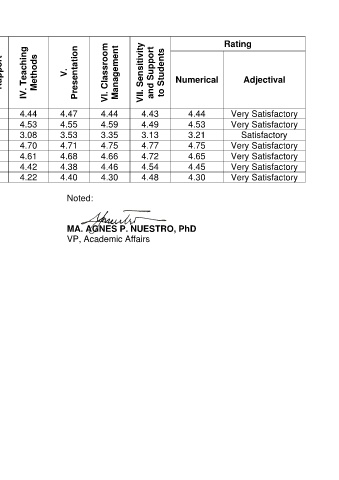 IV. Teaching Methods
V. Presentation
VI. Classroom Management
VII. Sensitivity and Support to Students
Rating
Numerical Adjectival
4.44 4.47 4.44 4.43 4.44 Very Satisfactory
4.53 4.55 4.59 4.49 4.53 Very Satisfactory
3.08 3.53 3.35 3.13 3.21 Satisfactory
4.70 4.71 4.75 4.77 4.75 Very Satisfactory
4.61 4.68 4.66 4.72 4.65 Very Satisfactory
4.42 4.38 4.46 4.54 4.45 Very Satisfactory
4.22 4.40 4.30 4.48 4.30 Very Satisfactory
Noted:
MA. AGNES P. NUESTRO, PhD
VP, Academic Affairs